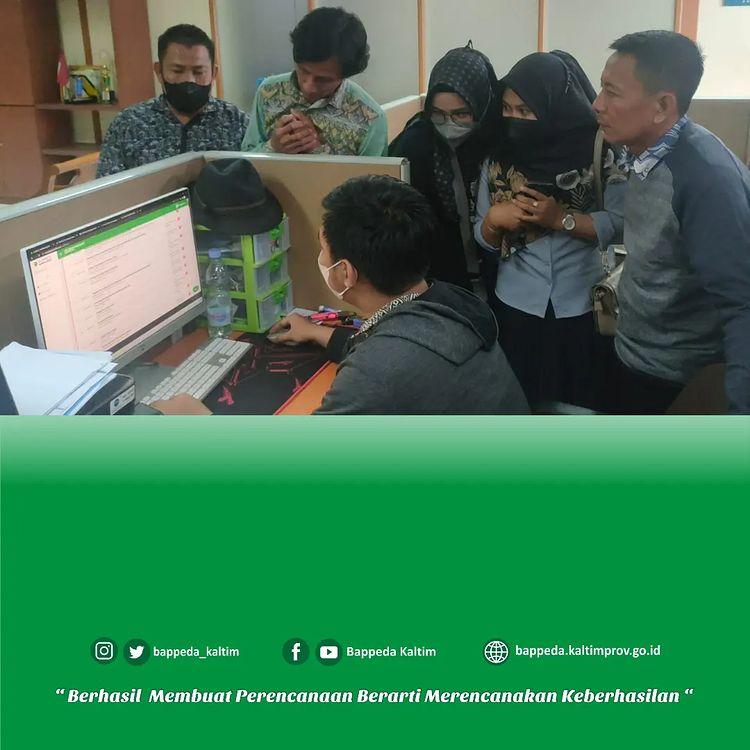 bappeda_kaltim
Bappeda Kaltim
bappeda.kaltimprov.go.id
“ Berhasil Membuat Perencanaan Berarti Merencanakan Keberhasilan “